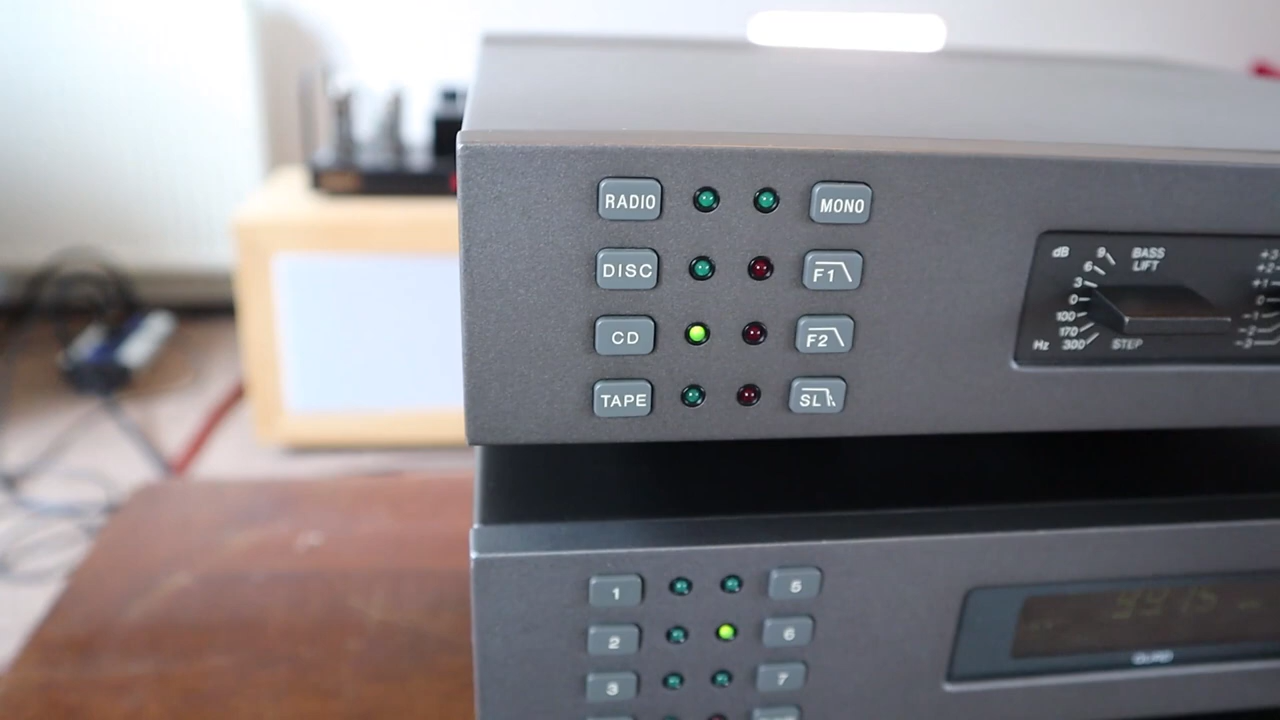 RADIO MONO
DISC F1
CD F2
TAPE SL
dB 9 BASS LIFT
6
3
0
100
170
Hz 300 STEP
+3
+2
+1
0
-1
-2
-3
1 5
2 6
3 7
QUAD